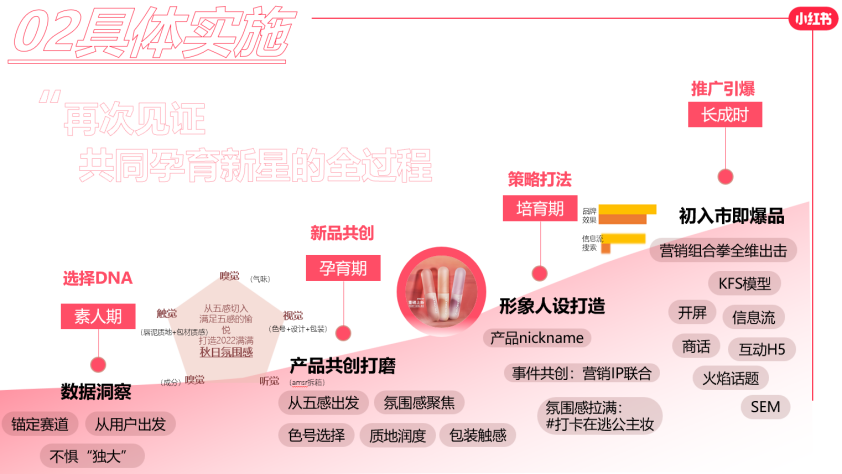 02具体实施
小红书
“再次见证
共同孕育新星的全过程
选择DNA
素人期
数据洞察
锚定赛道
从用户出发
不惧“独大”
嗅觉（气味）
触觉
（膈泥质地+包材质感）
视觉
（色号+设计+包装）
（成分）嗅觉
听觉
（amsr拆箱）
从五感切入
满足五感的愉
悦
打造2022满满
秋日氛围感
新品共创
孕育期
产品共创打磨
从五感出发
氛围感聚焦
色号选择
质地润度
包装触感
策略打法
培育期
品牌
效果
信息流
搜索
形象人设打造
产品nickname
事件共创：营销IP联合
氛围感拉满：
#打卡在逃公主妆
推广引爆
长成时
初入市即爆品
营销组合拳全维出击
KFS模型
开屏
信息流
商话
互动H5
火焰话题
SEM